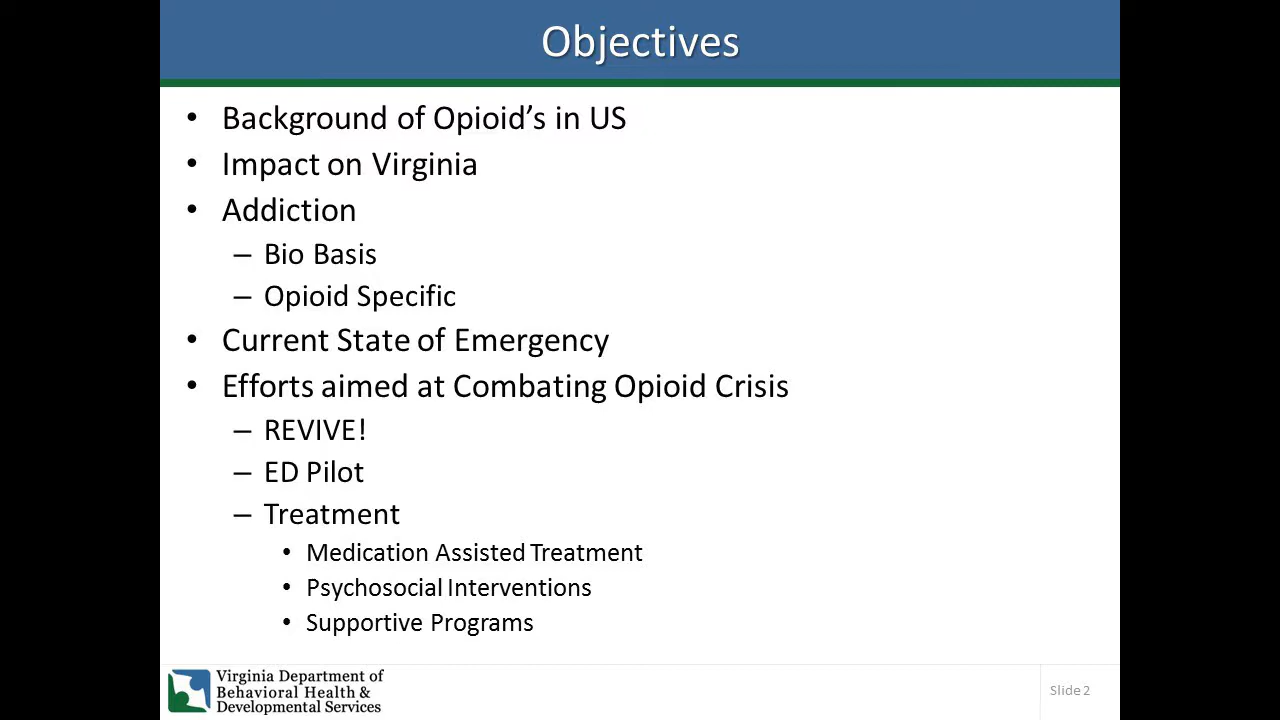 Objectives
• Background of Opioid's in US
• Impact on Virginia
• Addiction
– Bio Basis
– Opioid Specific
• Current State of Emergency
• Efforts aimed at Combating Opioid Crisis
– REVIVE!
– ED Pilot
– Treatment
• Medication Assisted Treatment
• Psychosocial Interventions
• Supportive Programs
Virginia Department of
Behavioral Health &
Developmental Services
Slide 2